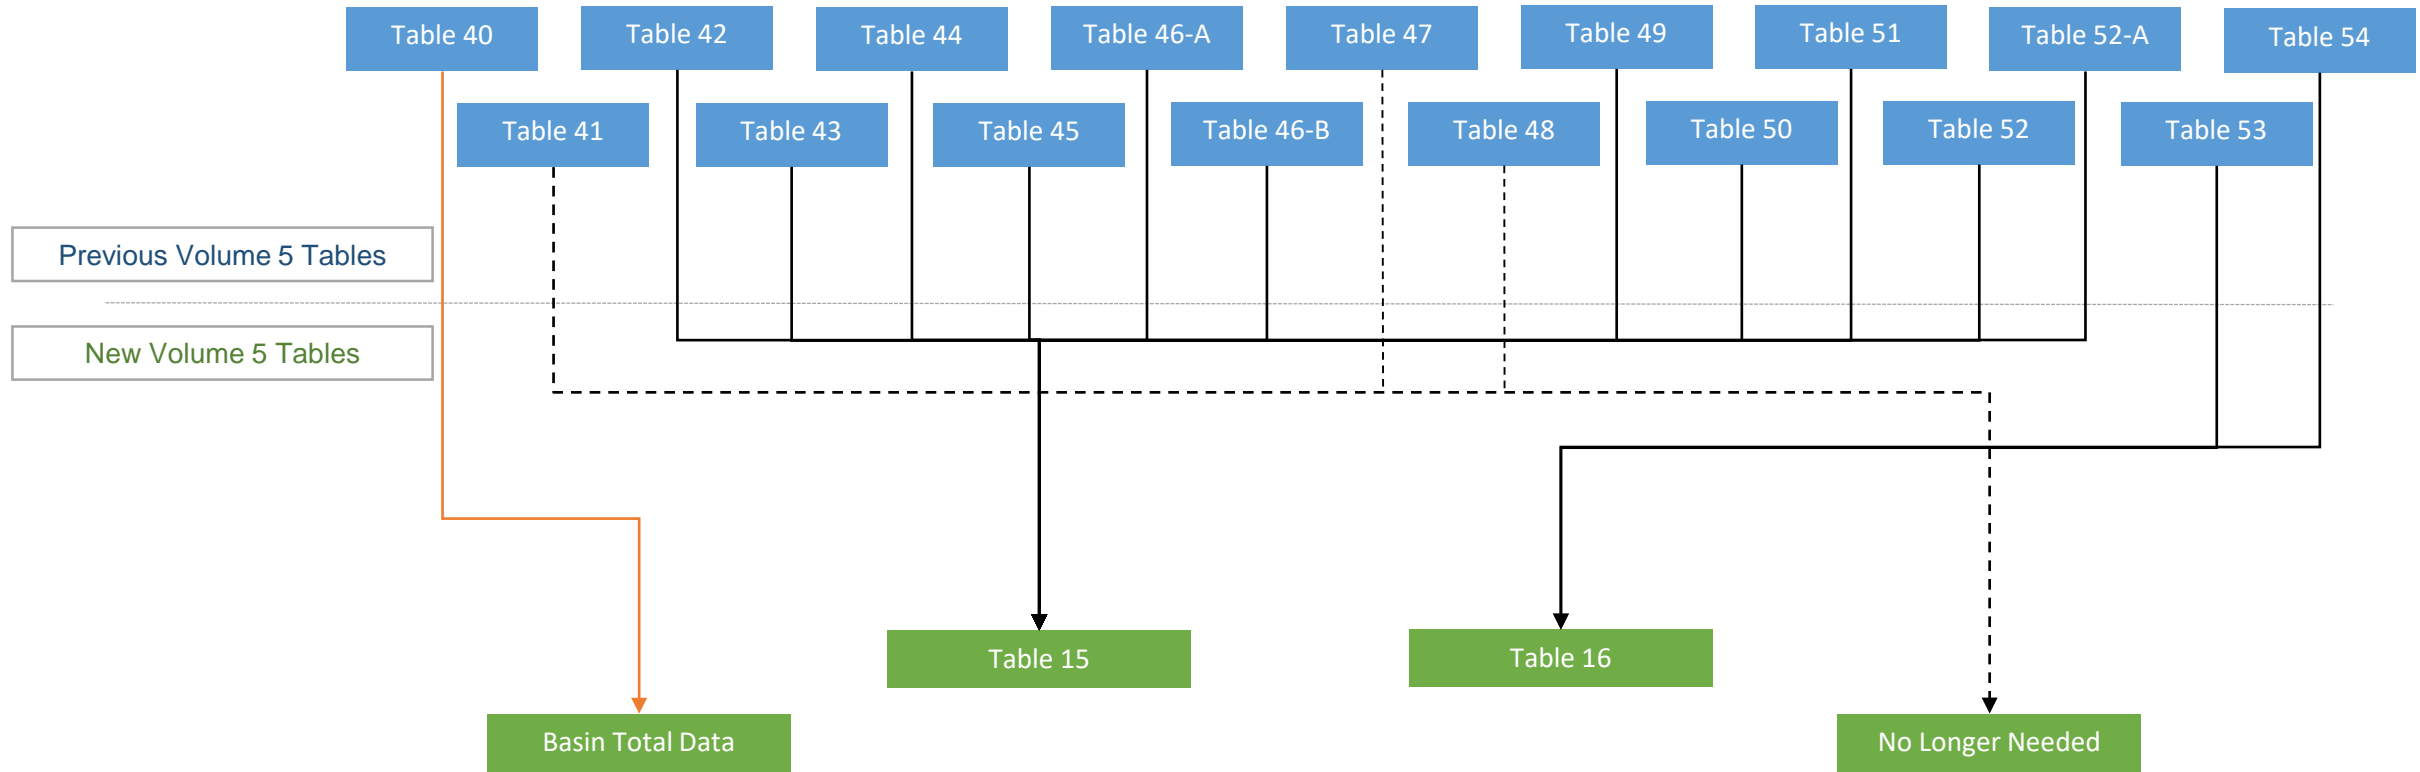 Table 40
Table 42
Table 44
Table 46-A
Table 47
Table 49
Table 51
Table 52-A
Table 54
Table 41
Table 43
Table 45
Table 46-B
Table 48
Table 50
Table 52
Table 53
Previous Volume 5 Tables
New Volume 5 Tables
Table 15
Table 16
Basin Total Data
No Longer Needed